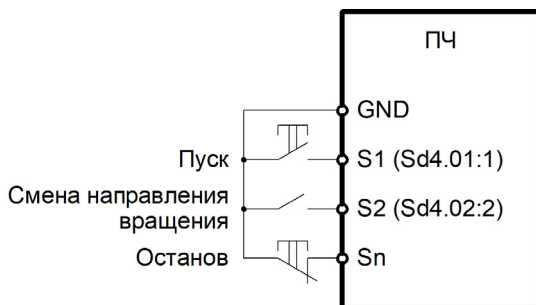 ПЧ
GND
Пуск S1 (Sd4.01:1)
Смена направления
вращения S2 (Sd4.02:2)
Останов Sn